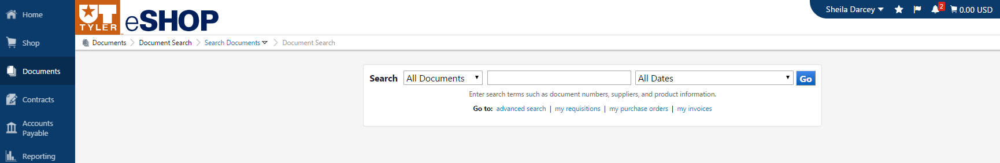 Home
Shop
Documents
Contracts
Accounts
Payable
Reporting
UT
TYLER
eSHOP
Sheila Darcey
2
0.00 USD
Documents
Document Search
Search Documents
Document Search
Search
All Documents
All Dates
Go
Enter search terms such as document numbers, suppliers, and product information.
Go to: advanced search | my requisitions | my purchase orders | my invoices